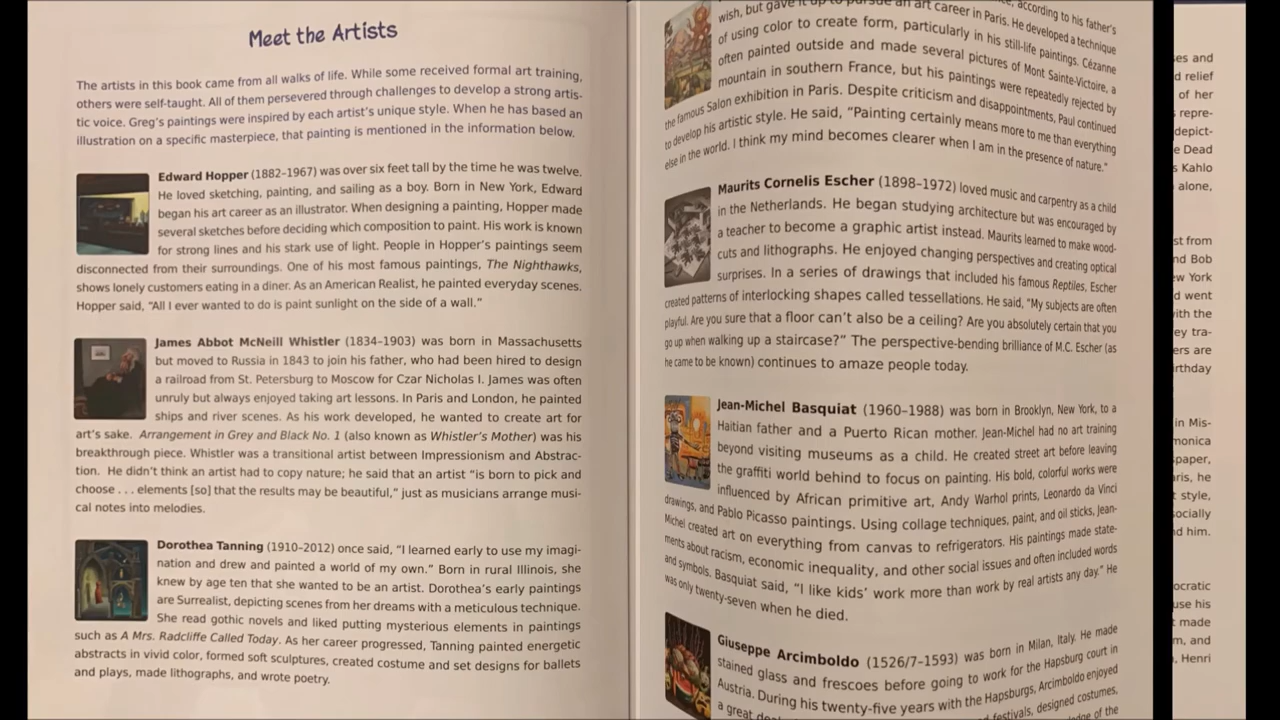 Meet the Artists
The artists in this book came from all walks of life. While some received formal art training,
others were self-taught. All of them persevered through challenges to develop a strong artis-
tic voice. Greg's paintings were inspired by each artist's unique style. When he has based an
illustration on a specific masterpiece, that painting is mentioned in the information below.
Edward Hopper (1882–1967) was over six feet tall by the time he was twelve.
He loved sketching, painting, and sailing as a boy. Born in New York, Edward
began his art career as an illustrator. When designing a painting, Hopper made
several sketches before deciding which composition to paint. His work is known
for strong lines and his stark use of light. People in Hopper's paintings seem
disconnected from their surroundings. One of his most famous paintings, The Nighthawks,
shows lonely customers eating in a diner. As an American Realist, he painted everyday scenes.
Hopper said, "All I ever wanted to do is paint sunlight on the side of a wall."
James Abbot McNeill Whistler (1834–1903) was born in Massachusetts
but moved to Russia in 1843 to join his father, who had been hired to design
a railroad from St. Petersburg to Moscow for Czar Nicholas I. James was often
unruly but always enjoyed taking art lessons. In Paris and London, he painted
ships and river scenes. As his work developed, he wanted to create art for
art's sake. Arrangement in Grey and Black No. 1 (also known as Whistler's Mother) was his
breakthrough piece. Whistler was a transitional artist between Impressionism and Abstrac-
tion. He didn't think an artist had to copy nature; he said that an artist "is born to pick and
choose . . . elements [so] that the results may be beautiful," just as musicians arrange musi-
cal notes into melodies.
Dorothea Tanning (1910–2012) once said, "I learned early to use my imagi-
nation and drew and painted a world of my own." Born in rural Illinois, she
knew by age ten that she wanted to be an artist. Dorothea's early paintings
are Surrealist, depicting scenes from her dreams with a meticulous technique.
She read gothic novels and liked putting mysterious elements in paintings
such as A Mrs. Radcliffe Called Today. As her career progressed, Tanning painted energetic
abstracts in vivid color, formed soft sculptures, created costume and set designs for ballets
and plays, made lithographs, and wrote poetry.
according to his father's
wish, but gave it up to pursue an art career in Paris. He developed a technique
of using color to create form, particularly in his still-life paintings. Cézanne
often painted outside and made several pictures of Mont Sainte-Victoire, a
mountain in southern France, but his paintings were repeatedly rejected by
the famous Salon exhibition in Paris. Despite criticism and disappointments, Paul continued
to develop his artistic style. He said, "Painting certainly means more to me than everything
else in the world. I think my mind becomes clearer when I am in the presence of nature."
Maurits Cornelis Escher (1898–1972) loved music and carpentry as a child
in the Netherlands. He began studying architecture but was encouraged by
a teacher to become a graphic artist instead. Maurits learned to make wood-
cuts and lithographs. He enjoyed changing perspectives and creating optical
surprises. In a series of drawings that included his famous Reptiles, Escher
created patterns of interlocking shapes called tessellations. He said, "My subjects are often
playful. Are you sure that a floor can't also be a ceiling? Are you absolutely certain that you
go up when walking up a staircase?" The perspective-bending brilliance of M.C. Escher (as
he came to be known) continues to amaze people today.
Jean-Michel Basquiat (1960–1988) was born in Brooklyn, New York, to a
Haitian father and a Puerto Rican mother. Jean-Michel had no art training
beyond visiting museums as a child. He created street art before leaving
the graffiti world behind to focus on painting. His bold, colorful works were
influenced by African primitive art, Andy Warhol prints, Leonardo da Vinci
drawings, and Pablo Picasso paintings. Using collage techniques, paint, and oil sticks, Jean-
Michel created art on everything from canvas to refrigerators. His paintings made state-
ments about racism, economic inequality, and other social issues and often included words
and symbols. Basquiat said, "I like kids' work more than work by real artists any day." He
was only twenty-seven when he died.
Giuseppe Arcimboldo (1526/7–1593) was born in Milan, Italy. He made
stained glass and frescoes before going to work for the Hapsburg court in
Austria. During his twenty-five years with the Hapsburgs, Arcimboldo enjoyed
a great festivals, designed costumes,
of the
and
relief
of her
repre-
depict-
Dead
Kahlo
alone,
from
Bob
York
went
the
tra-
are
in Mis-
he
style,
him.
his
made
and
Henri